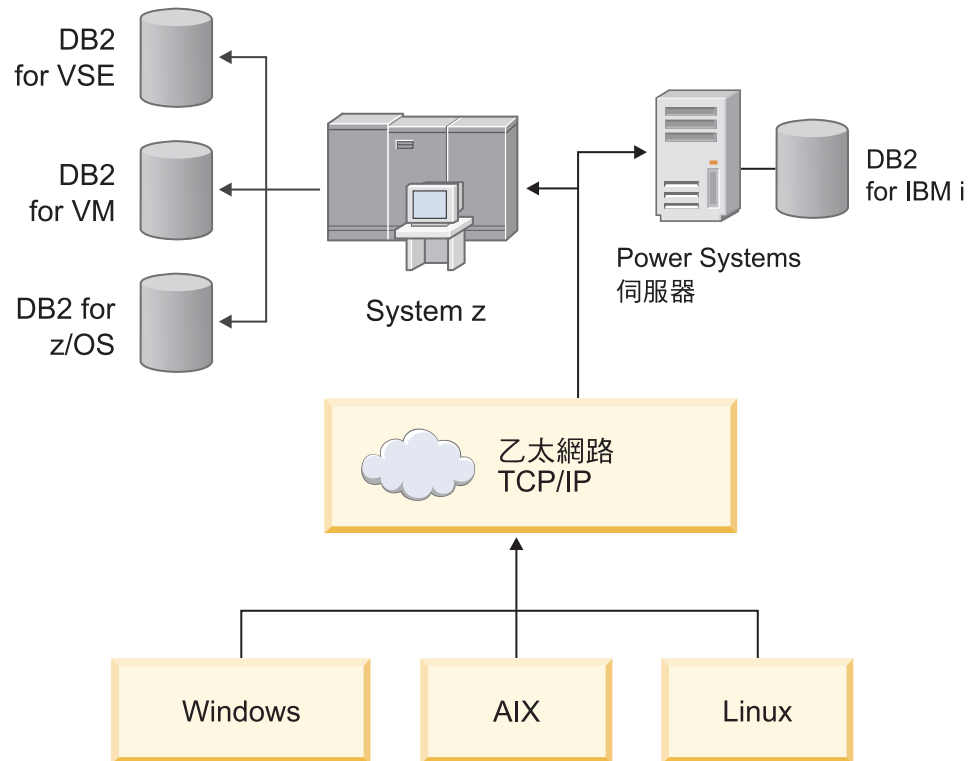 DB2
for VSE
DB2
for VM
DB2 for
z/OS
System z
DB2
for IBM i
Power Systems
伺服器
乙太網路
TCP/IP
Windows
AIX
Linux